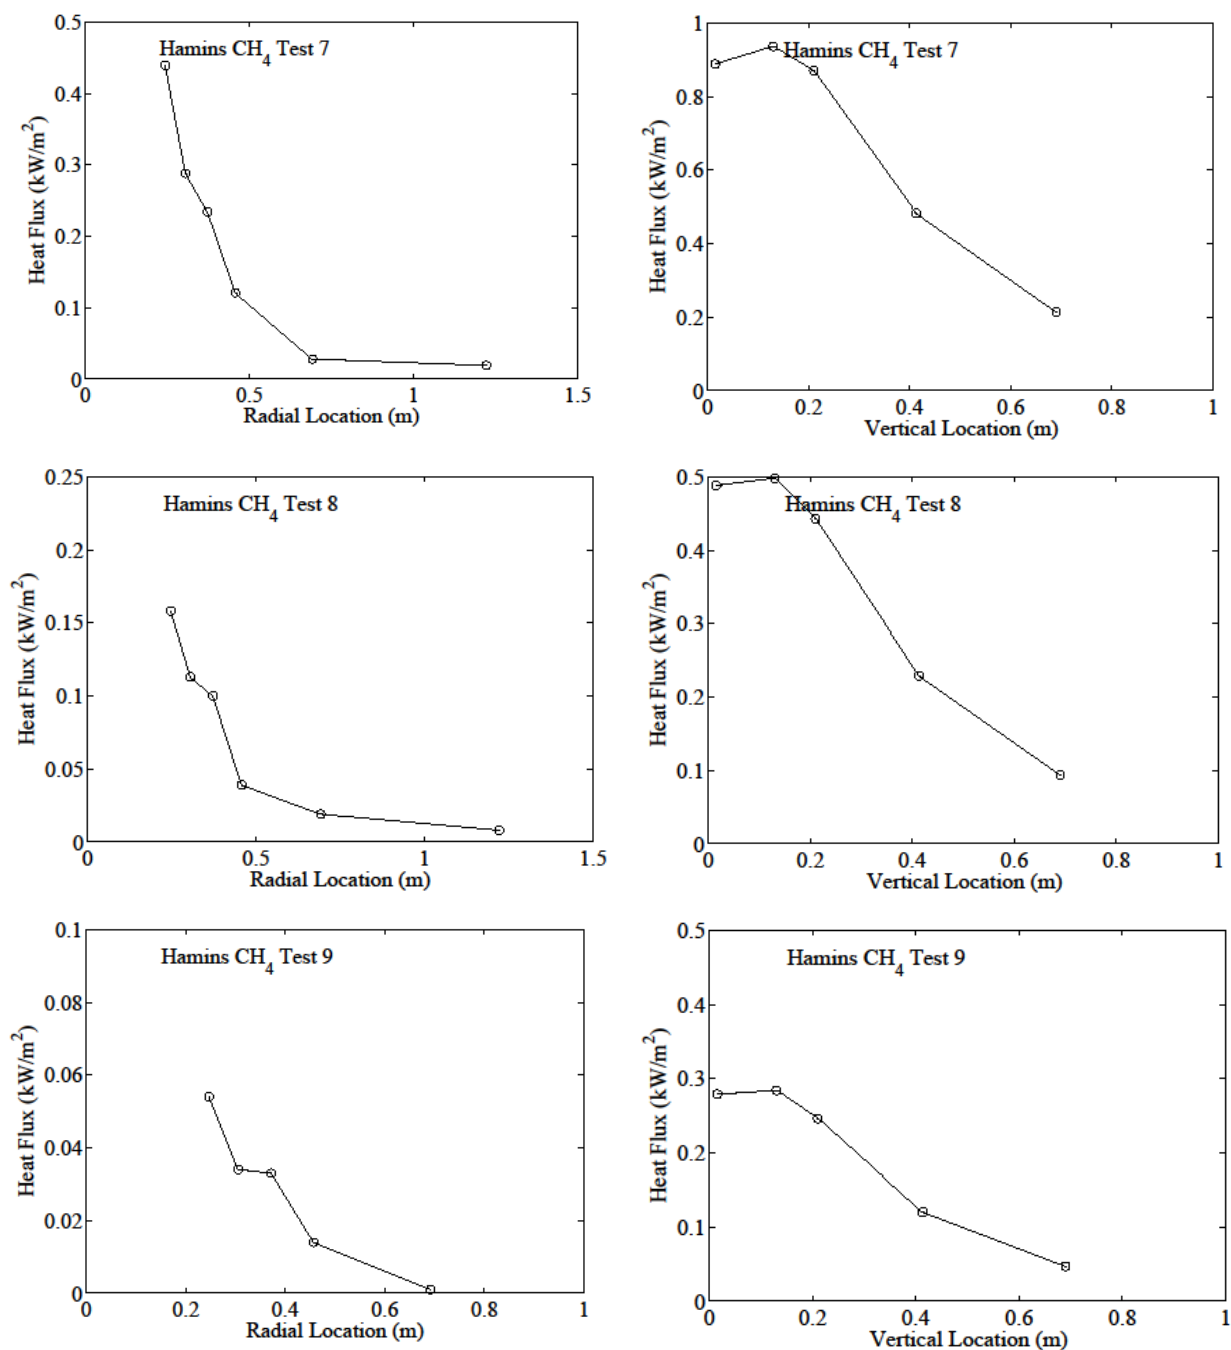 0.5
0.4
0.3
0.2
0.1
0
Heat Flux (kW/m²)
Hamins CH₄ Test 7
0 0.5 1 1.5
Radial Location (m)
1
0.8
0.6
0.4
0.2
0
Heat Flux (kW/m²)
Hamins CH₄ Test 7
0 0.2 0.4 0.6 0.8 1
Vertical Location (m)
0.25
0.2
0.15
0.1
0.05
0
Heat Flux (kW/m²)
Hamins CH₄ Test 8
0 0.5 1 1.5
Radial Location (m)
0.5
0.4
0.3
0.2
0.1
0
Heat Flux (kW/m²)
Hamins CH₄ Test 8
0 0.2 0.4 0.6 0.8 1
Vertical Location (m)
0.1
0.08
0.06
0.04
0.02
0
Heat Flux (kW/m²)
Hamins CH₄ Test 9
0 0.2 0.4 0.6 0.8 1
Radial Location (m)
0.5
0.4
0.3
0.2
0.1
0
Heat Flux (kW/m²)
Hamins CH₄ Test 9
0 0.2 0.4 0.6 0.8 1
Vertical Location (m)